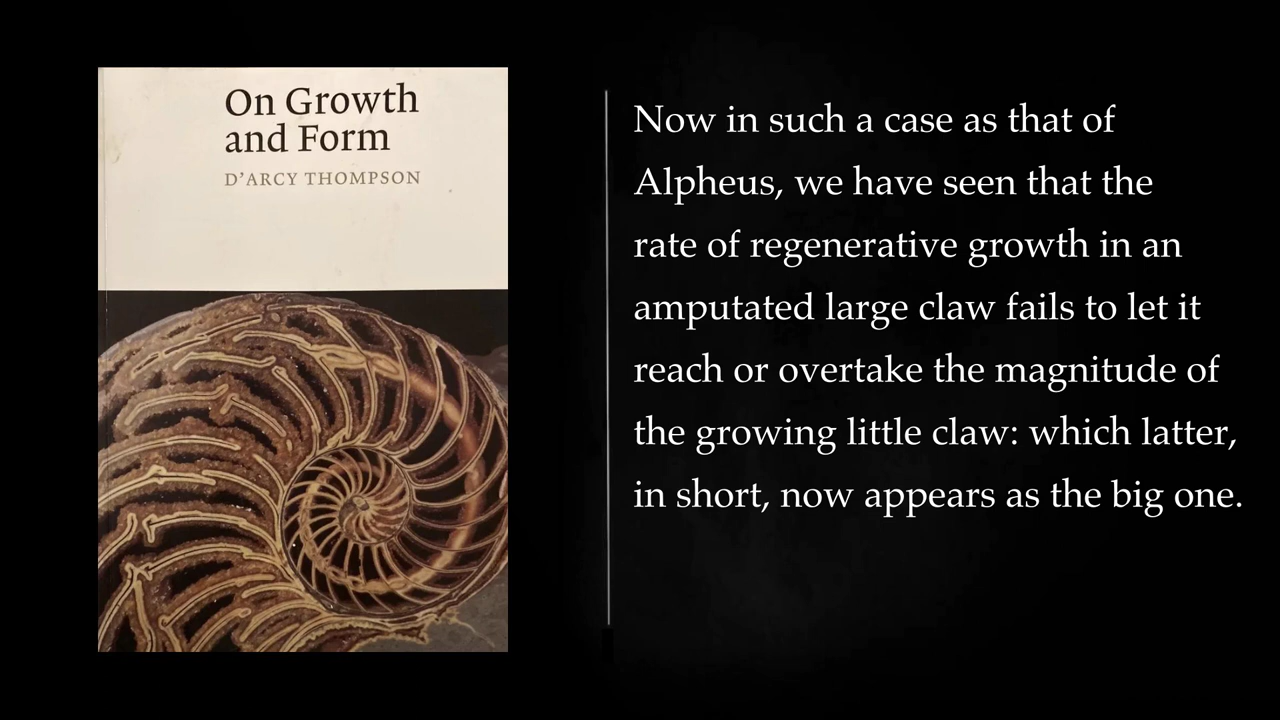 On Growth
and Form
D'ARCY THOMPSON
Now in such a case as that of
Alpheus, we have seen that the
rate of regenerative growth in an
amputated large claw fails to let it
reach or overtake the magnitude of
the growing little claw: which latter,
in short, now appears as the big one.